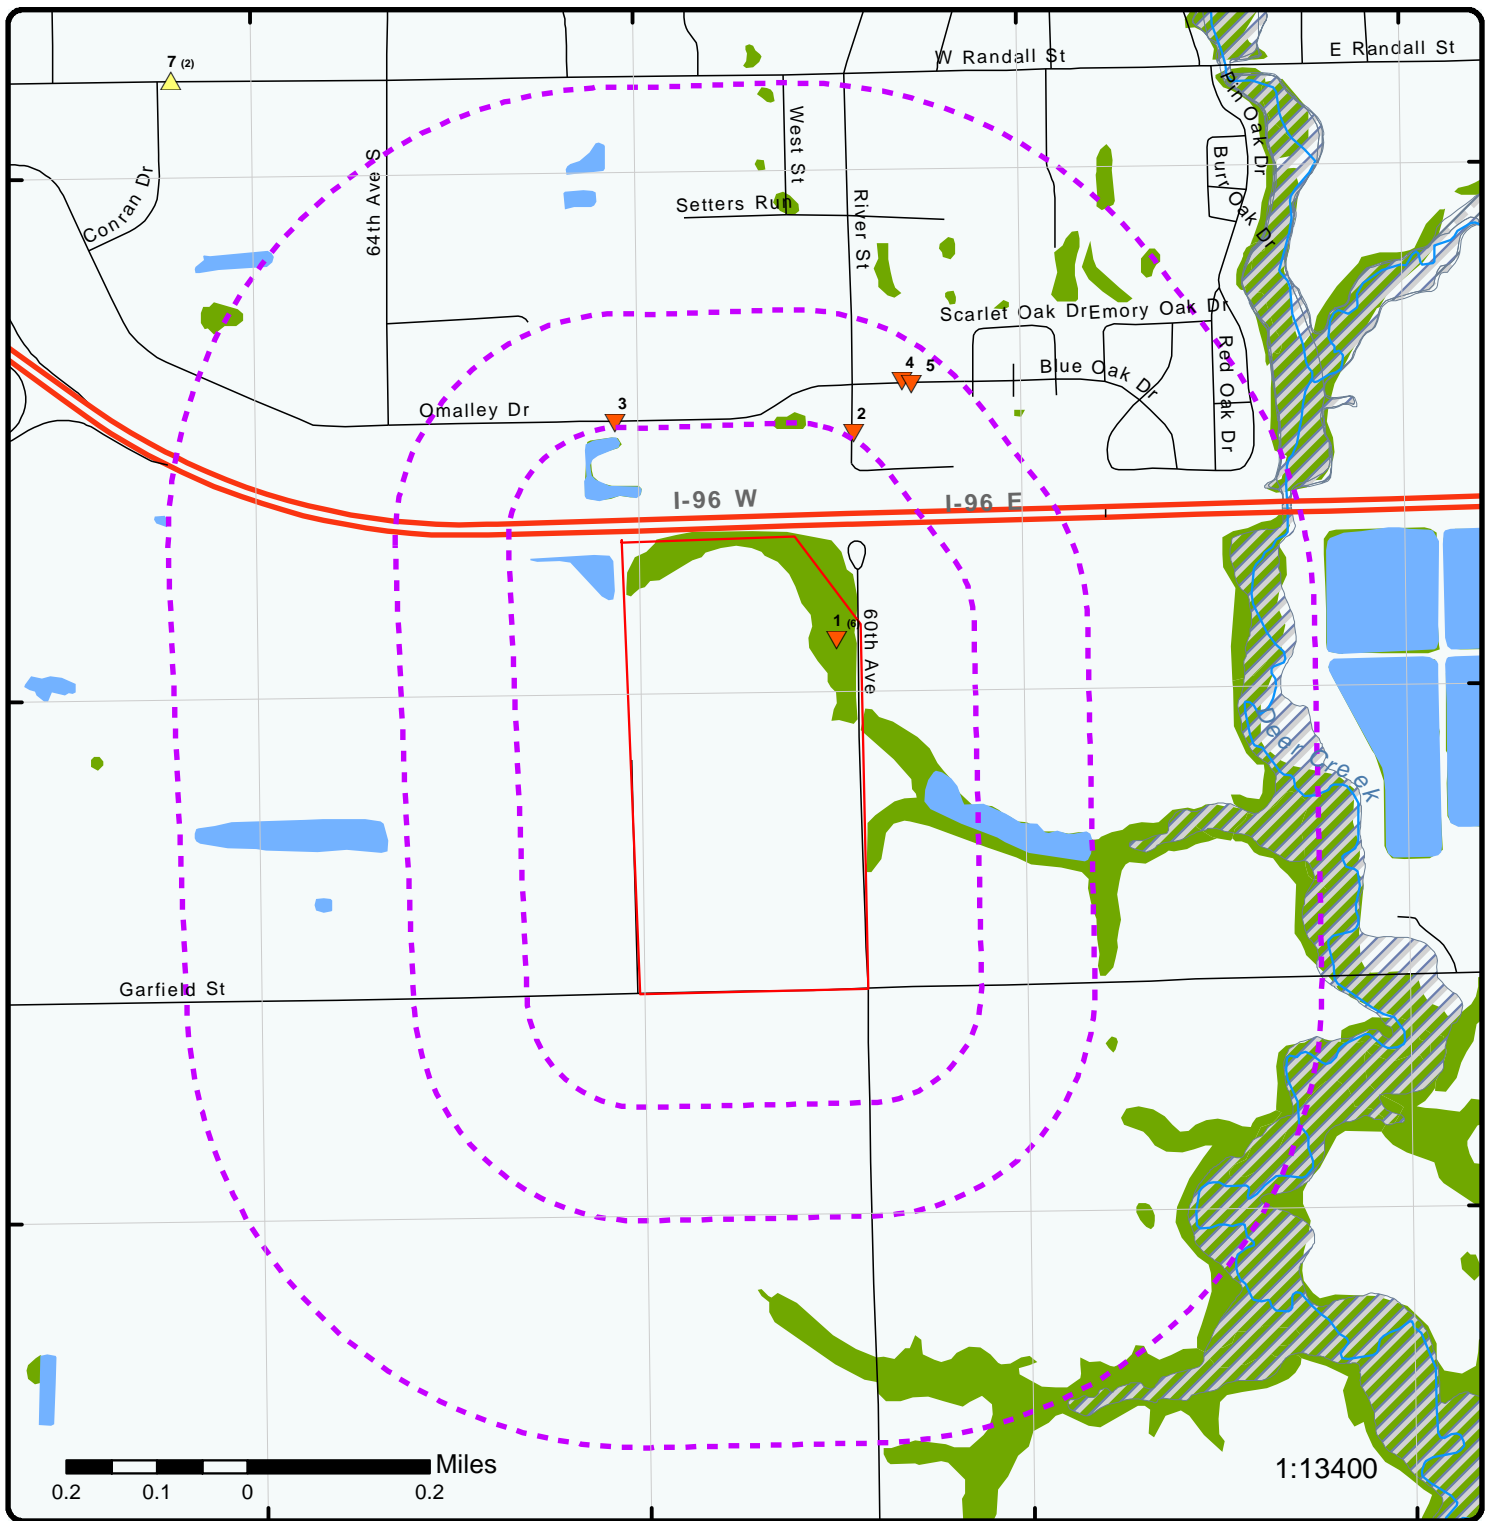 7 (2)
W Randall St
E Randall St
Pin Oak Dr
West St
Burr Oak Dr
Conran Dr
64th Ave S
Setters Run
River St
Scarlet Oak Dr
Emory Oak Dr
Red Oak Dr
4
5
Blue Oak Dr
Omalley Dr
3
2
I-96 W
I-96 E
1 (6)
60th Ave
Deer Creek
Garfield St
Miles
0.2
0.1
0
0.2
1:13400